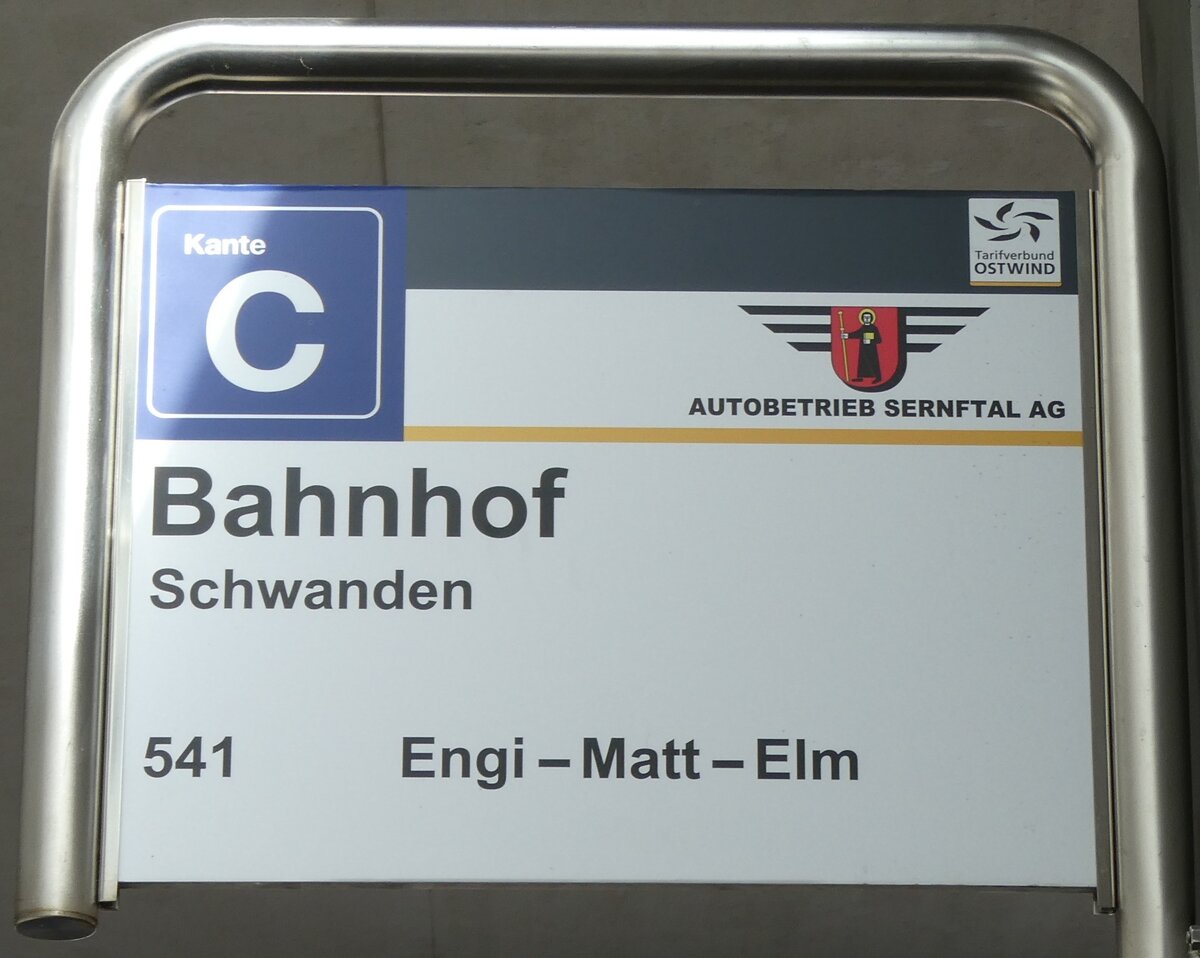 Kante
C
Tarifverbund
OSTWIND
AUTOBETRIEB SERNFTAL AG
Bahnhof
Schwanden
541 Engi – Matt – Elm